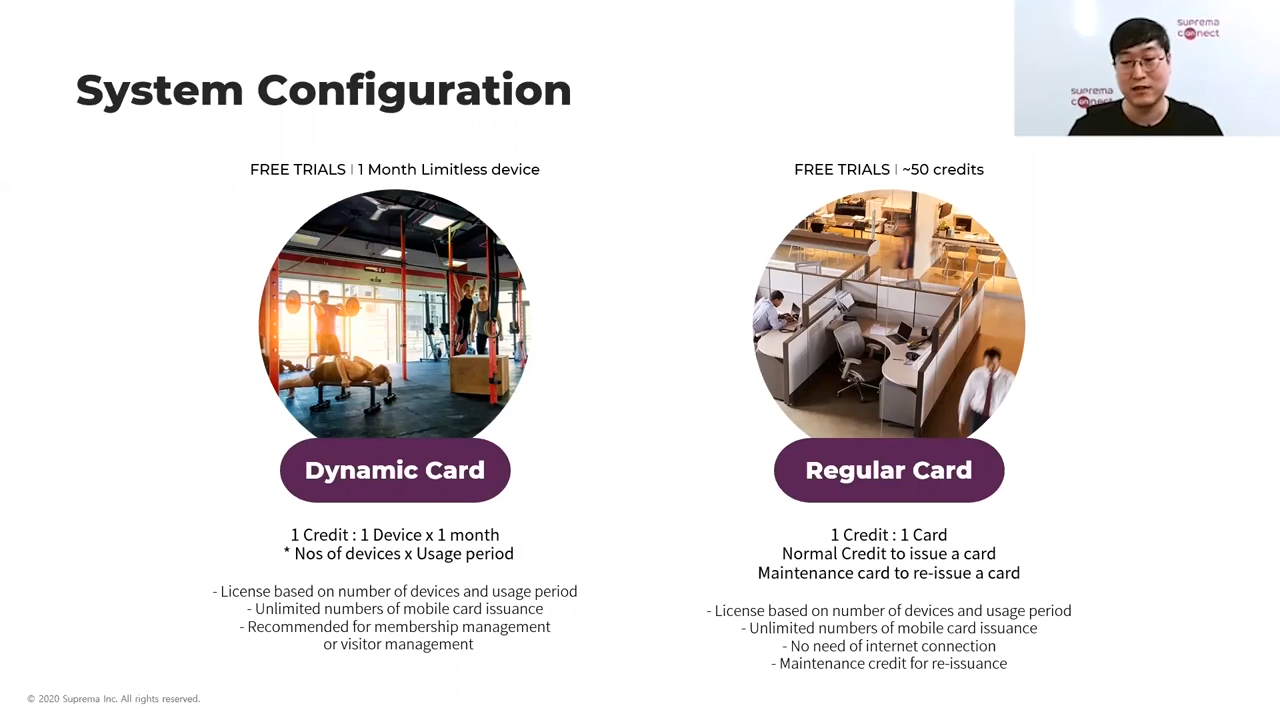 System Configuration
suprema
connect
suprema
connect
FREE TRIALS | 1 Month Limitless device
Dynamic Card
1 Credit : 1 Device x 1 month
* Nos of devices x Usage period
- License based on number of devices and usage period
- Unlimited numbers of mobile card issuance
- Recommended for membership management
or visitor management
FREE TRIALS | ~50 credits
Regular Card
1 Credit : 1 Card
Normal Credit to issue a card
Maintenance card to re-issue a card
- License based on number of devices and usage period
- Unlimited numbers of mobile card issuance
- No need of internet connection
- Maintenance credit for re-issuance
© 2020 Suprema Inc. All rights reserved.